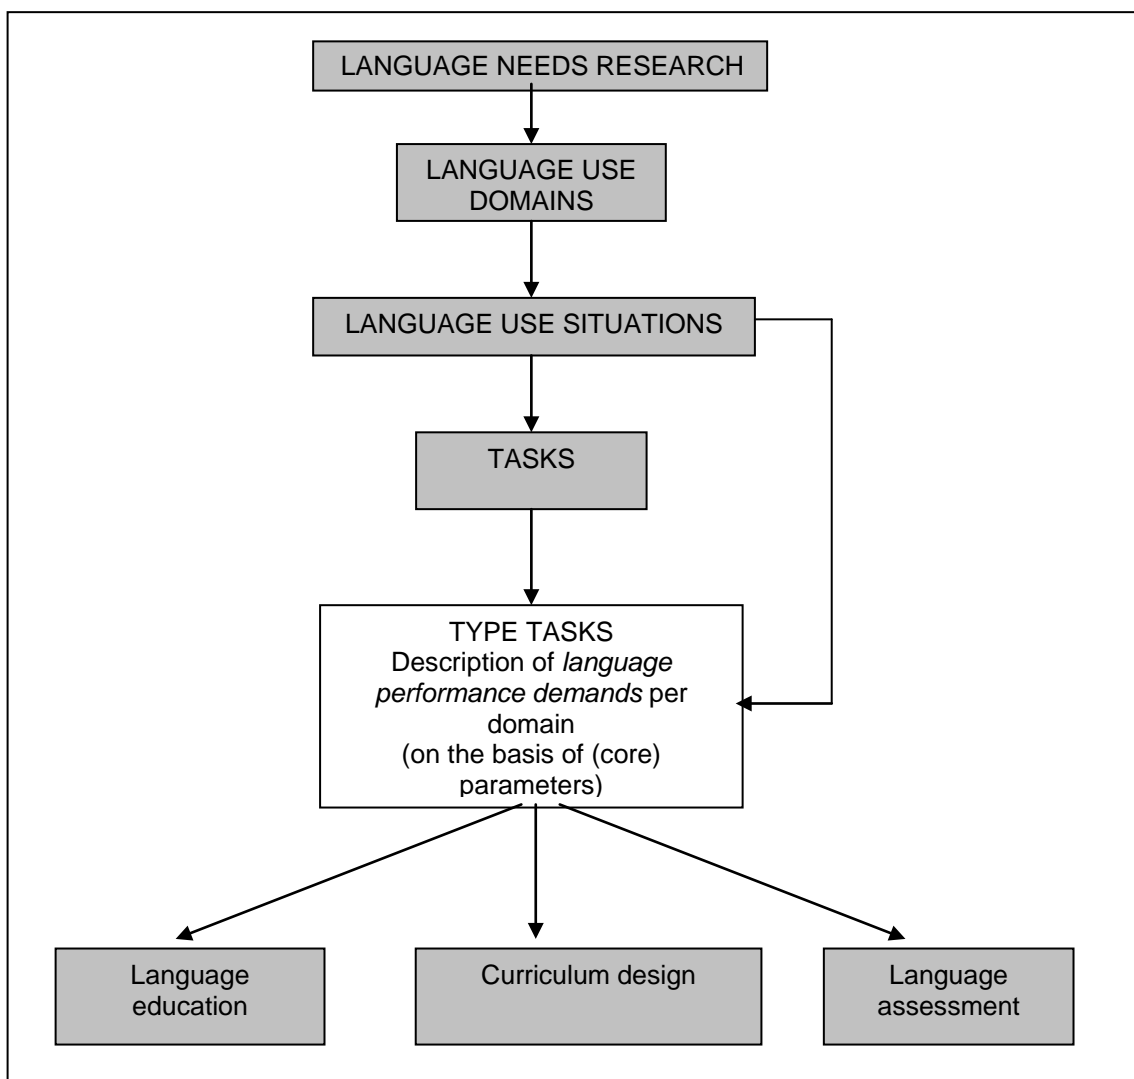 LANGUAGE NEEDS RESEARCH
LANGUAGE USE
DOMAINS
LANGUAGE USE SITUATIONS
TASKS
TYPE TASKS
Description of language
performance demands per
domain
(on the basis of (core)
parameters)
Language
education
Curriculum design
Language
assessment